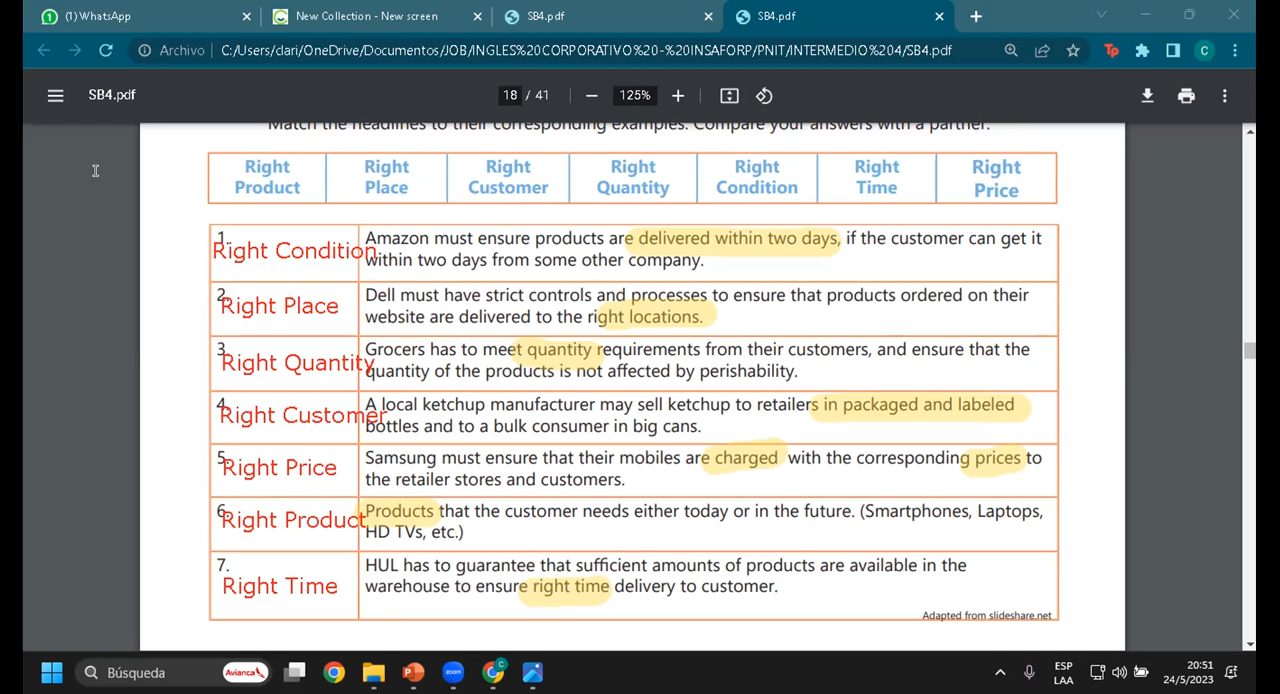 WhatsApp
New Collection - New screen
SB4.pdf
SB4.pdf
Archivo
C:/Users/clari/OneDrive/Documentos/JOB/INGLES%20CORPORATIVO%20-%20INSAFORP/PNIT/INTERMEDIO%204/SB4.pdf
Tp
C
SB4.pdf
18 / 41
125%
Match the headlines to their corresponding examples. Compare your answers with a partner.
Right Product
Right Place
Right Customer
Right Quantity
Right Condition
Right Time
Right Price
1.
Right Condition
Amazon must ensure products are delivered within two days, if the customer can get it
within two days from some other company.
2.
Right Place
Dell must have strict controls and processes to ensure that products ordered on their
website are delivered to the right locations.
3.
Right Quantity
Grocers has to meet quantity requirements from their customers, and ensure that the
quantity of the products is not affected by perishability.
4.
Right Customer
A local ketchup manufacturer may sell ketchup to retailers in packaged and labeled
bottles and to a bulk consumer in big cans.
5.
Right Price
Samsung must ensure that their mobiles are charged with the corresponding prices to
the retailer stores and customers.
6.
Right Product
Products that the customer needs either today or in the future. (Smartphones, Laptops,
HD TVs, etc.)
7.
Right Time
HUL has to guarantee that sufficient amounts of products are available in the
warehouse to ensure right time delivery to customer.
Adapted from slideshare.net
Búsqueda
Avianca
zoom
C
ESP
LAA
20:51
24/5/2023